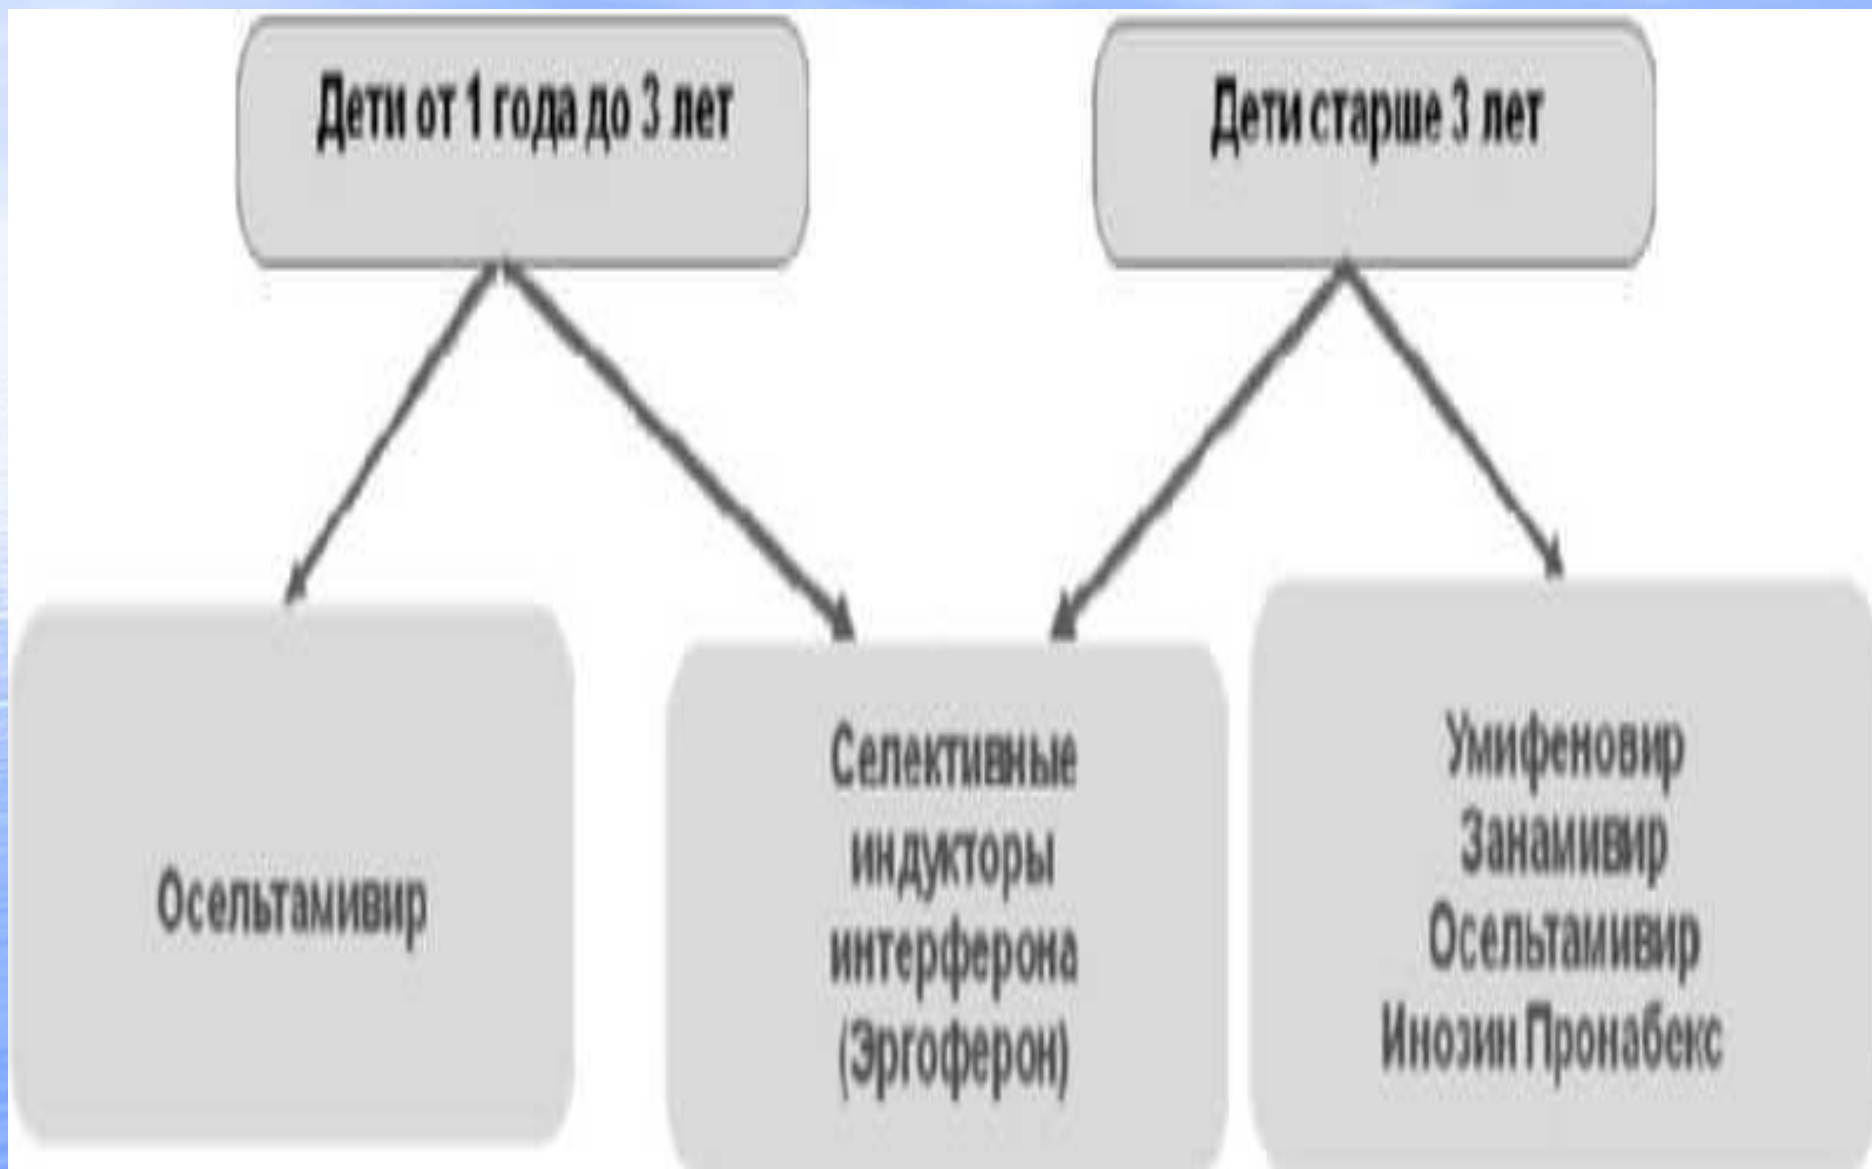 Дети от 1 года до 3 лет
Дети старше 3 лет
Осельтамивир
Селективные
индукторы
интерферона
(Эргоферон)
Умифеновир
Занамивир
Осельтамивир
Инозин Пронабекс